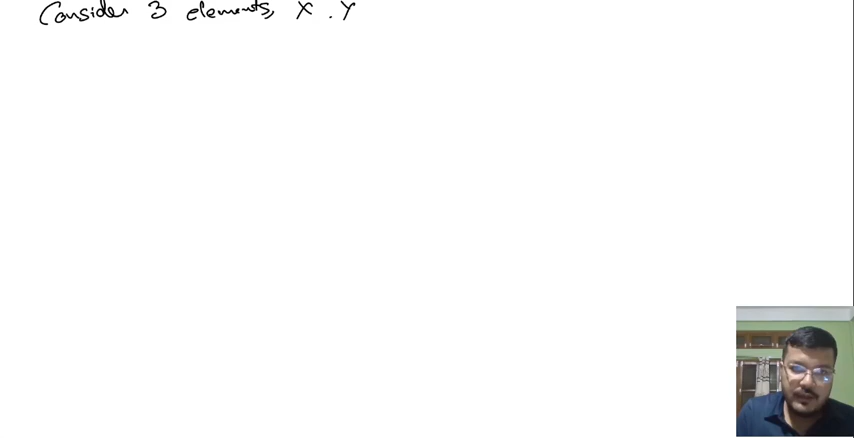 Consider 3 elements, X . Y